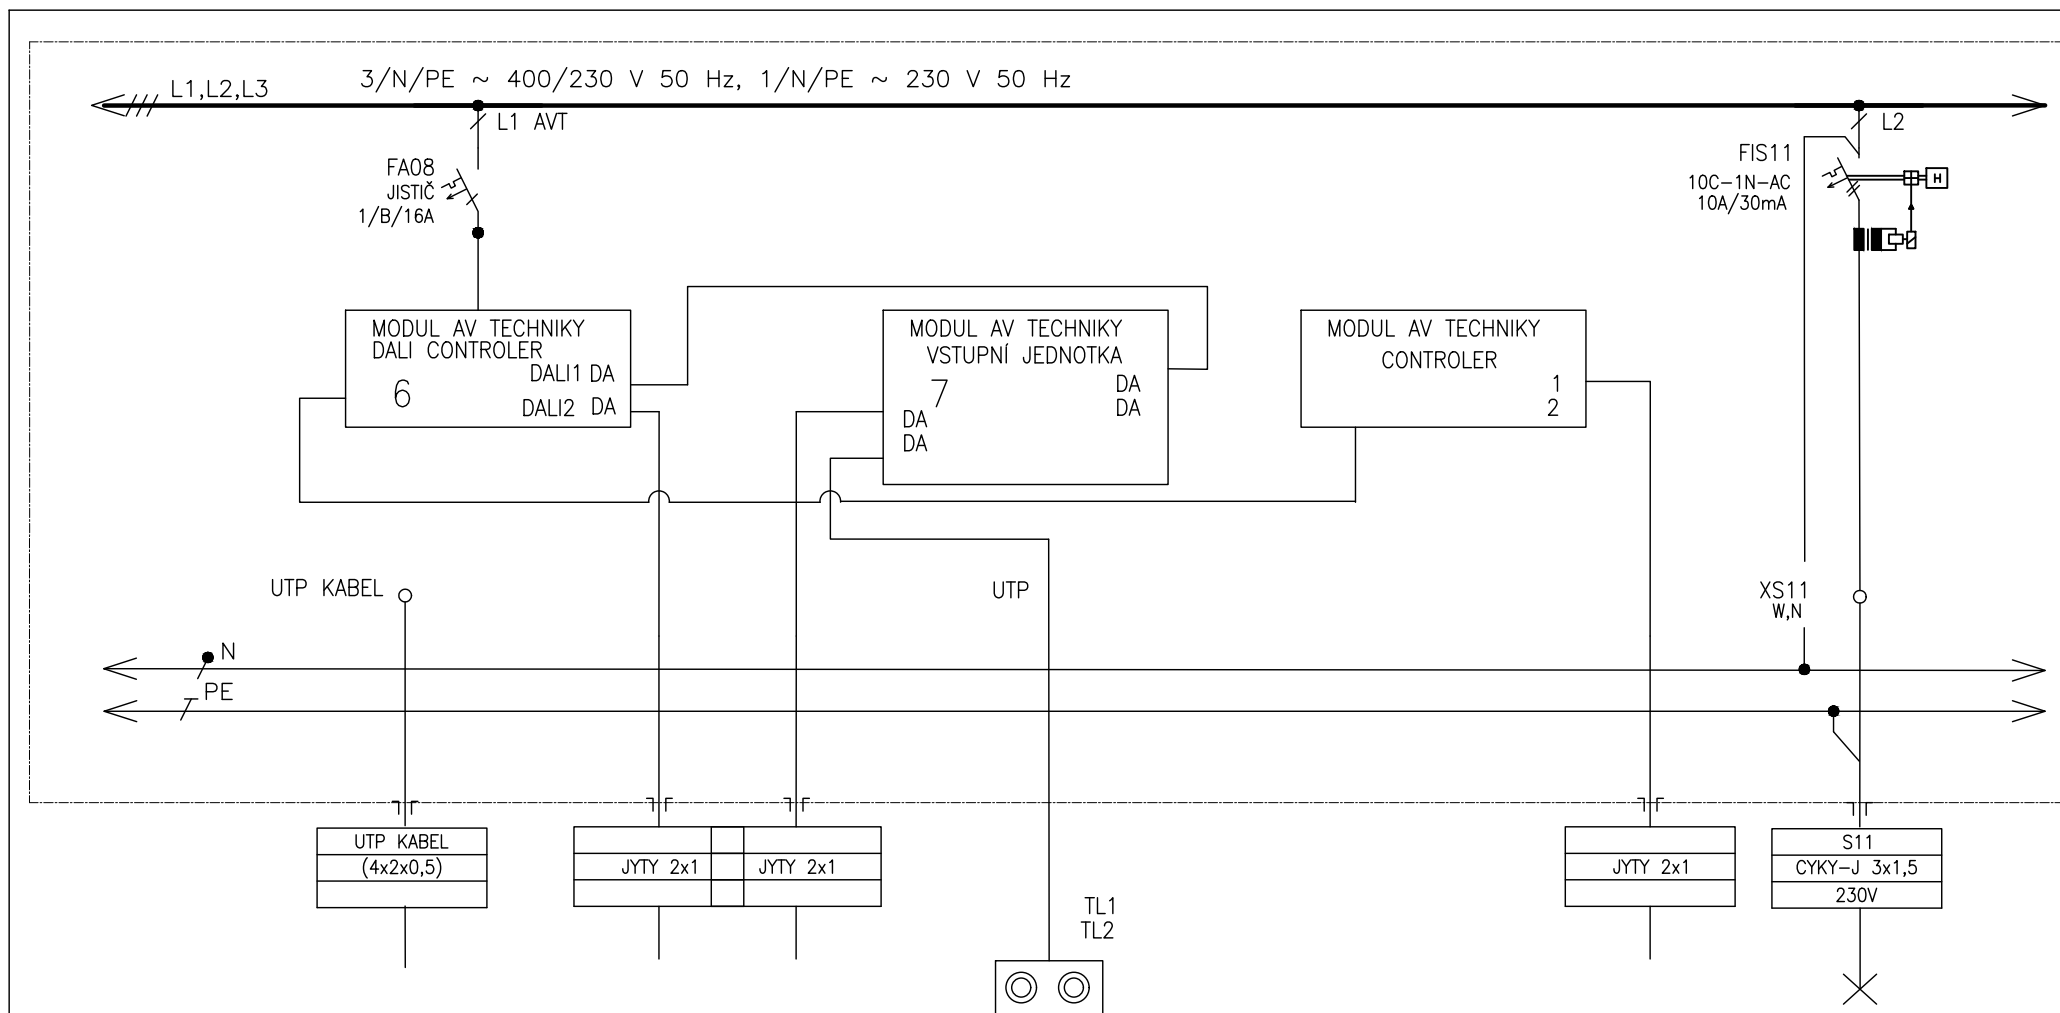 3/N/PE ~ 400/230 V 50 Hz, 1/N/PE ~ 230 V 50 Hz
L1,L2,L3
L1 AVT
L2
FA08
JISTIČ
1/B/16A
FIS11
10C-1N-AC
10A/30mA
H
MODUL AV TECHNIKY
DALI CONTROLER
DALI1 DA
6
DALI2 DA
MODUL AV TECHNIKY
VSTUPNÍ JEDNOTKA
7
DA
DA
DA
DA
MODUL AV TECHNIKY
CONTROLER
1
2
UTP KABEL
UTP
XS11
W,N
N
PE
UTP KABEL
(4x2x0,5)
JYTY 2x1
JYTY 2x1
JYTY 2x1
S11
CYKY-J 3x1,5
230V
TL1
TL2